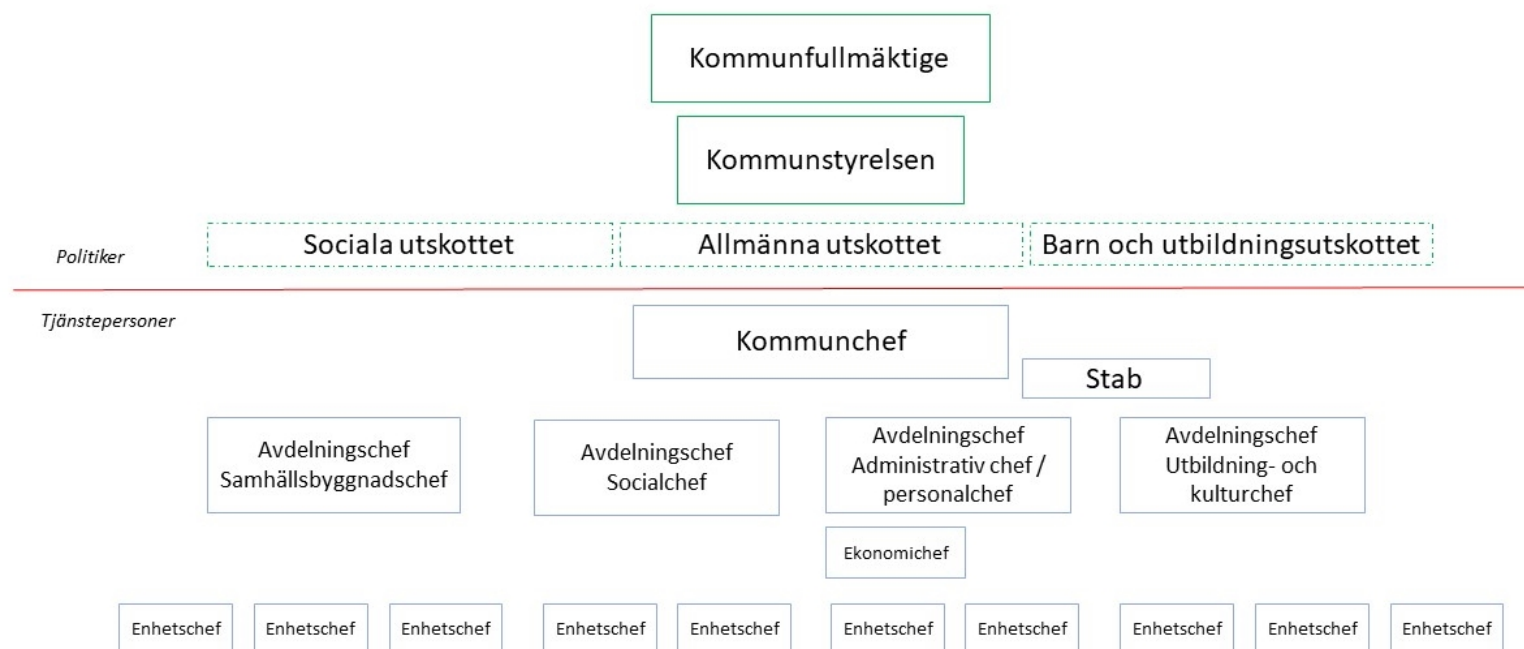 Kommunfullmäktige
Kommunstyrelsen
Sociala utskottet
Allmänna utskottet
Barn och utbildningsutskottet
Politiker
Tjänstepersoner
Kommunchef
Stab
Avdelningschef
Samhällsbyggnadschef
Avdelningschef
Socialchef
Avdelningschef
Administrativ chef /
personalchef
Avdelningschef
Utbildning- och
kulturchef
Ekonomichef
Enhetschef
Enhetschef
Enhetschef
Enhetschef
Enhetschef
Enhetschef
Enhetschef
Enhetschef
Enhetschef
Enhetschef